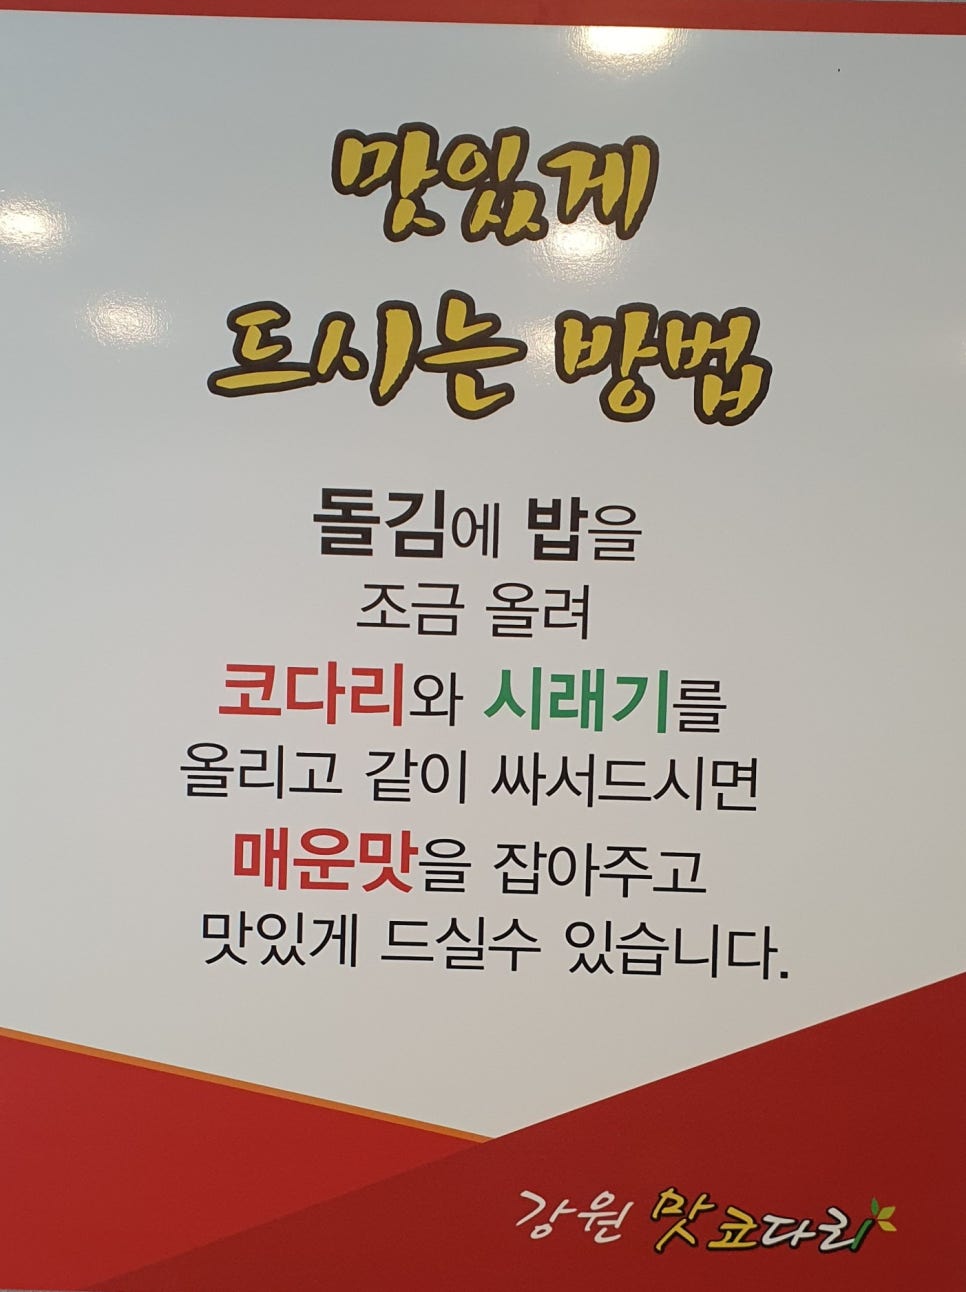 맛있게
드시는 방법
돌김에 밥을
조금 올려
코다리와 시래기를
올리고 같이 싸서드시면
매운맛을 잡아주고
맛있게 드실수 있습니다.
강원 맛코다리